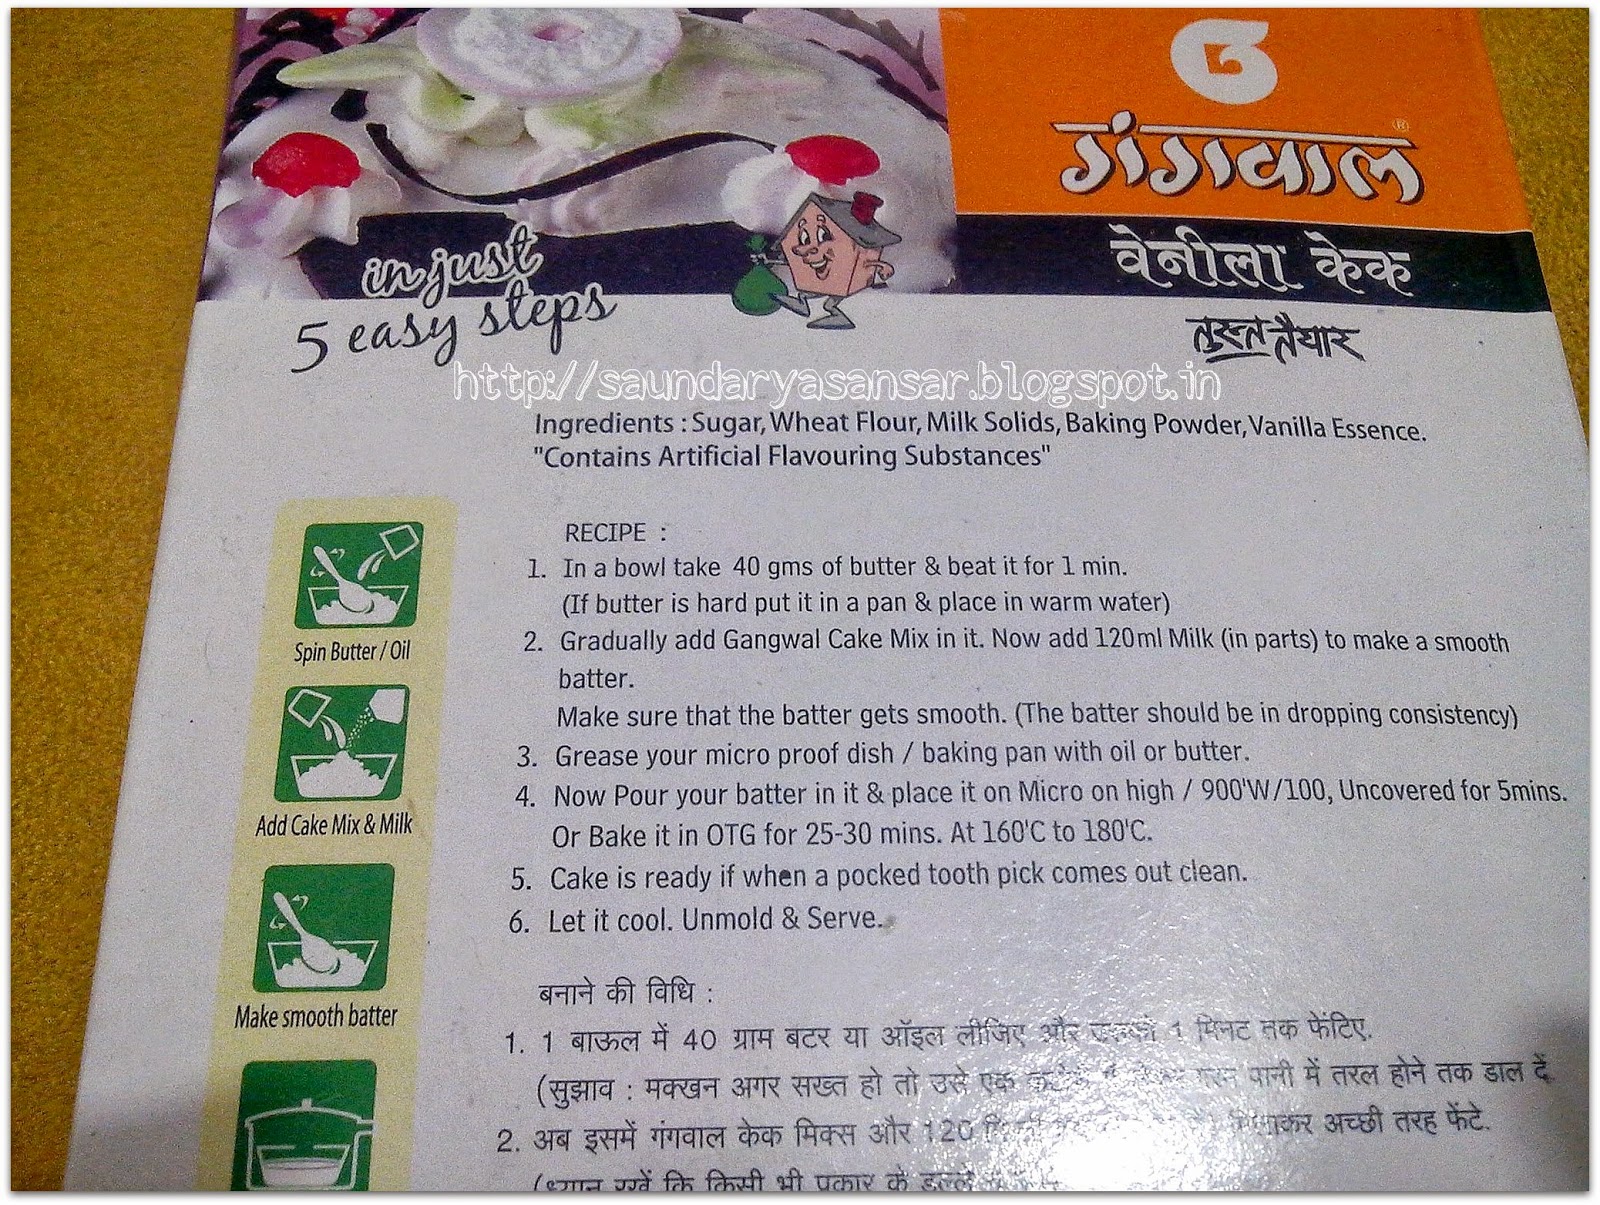 गंगवाल ®
वेनीला केक
तुरन्त तैयार
in just
5 easy steps
http://saundaryasansar.blogspot.in
Ingredients : Sugar, Wheat Flour, Milk Solids, Baking Powder, Vanilla Essence.
"Contains Artificial Flavouring Substances"
RECIPE :
1. In a bowl take 40 gms of butter & beat it for 1 min.
(If butter is hard put it in a pan & place in warm water)
2. Gradually add Gangwal Cake Mix in it. Now add 120ml Milk (in parts) to make a smooth
batter.
Make sure that the batter gets smooth. (The batter should be in dropping consistency)
3. Grease your micro proof dish / baking pan with oil or butter.
4. Now Pour your batter in it & place it on Micro on high / 900'W/100, Uncovered for 5mins.
Or Bake it in OTG for 25-30 mins. At 160'C to 180'C.
5. Cake is ready if when a pocked tooth pick comes out clean.
6. Let it cool. Unmold & Serve.
Spin Butter / Oil
Add Cake Mix & Milk
Make smooth batter
बनाने की विधि :
1. 1 बाऊल में 40 ग्राम बटर या ऑइल लीजिए और 1 मिनट तक फेंटिए.
(सुझाव : मक्खन अगर सख्त हो तो उसे एक पानी में तरल होने तक डाल दें
2. अब इसमें गंगवाल केक मिक्स और 120 अच्छी तरह फेंटे.
(ध्यान रखें कि किसी भी प्रकार के डल्ले